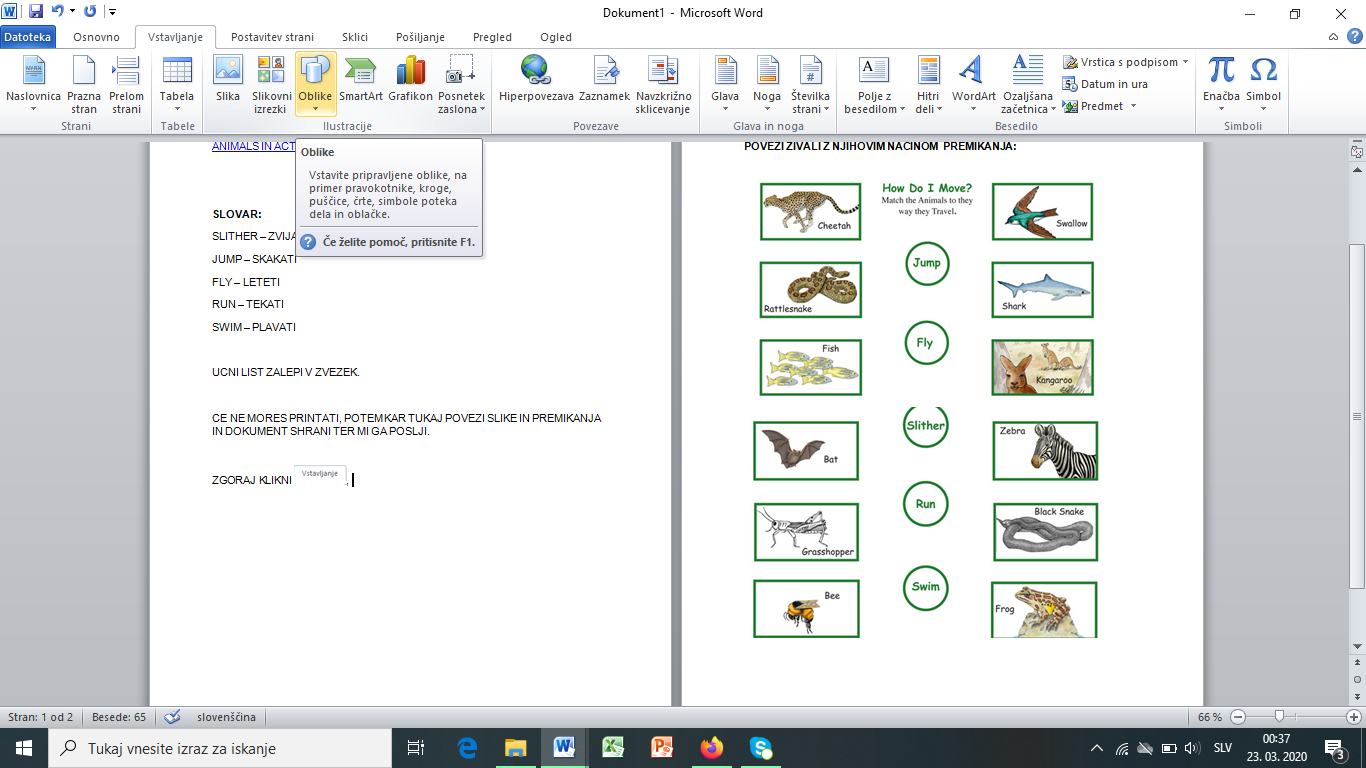 Dokument1 - Microsoft Word
Datoteka Osnovno Vstavljanje Postavitev strani Sklici Pošiljanje Pregled Ogled
Naslovnica Prazna stran Prelom strani
Strani
Tabela
Tabele
Slika Slikovni izrezki Oblike SmartArt Grafikon Posnetek zaslona
Ilustracije
Hiperpovezava Zaznamek Navzkrižno sklicevanje
Povezave
Glava Noga Številka strani
Glava in noga
Polje z besedilom Hitri deli WordArt Ozaljšana začetnica
Vrstica s podpisom
Datum in ura
Predmet
Besedilo
Enačba Simbol
Simboli
Oblike
Vstavite pripravljene oblike, na
primer pravokotnike, kroge,
puščice, črte, simbole poteka
dela in oblačke.
Če želite pomoč, pritisnite F1.
ANIMALS IN ACT
SLOVAR:
SLITHER – ZVIJA
JUMP – SKAKATI
FLY – LETETI
RUN – TEKATI
SWIM – PLAVATI
UCNI LIST ZALEPI V ZVEZEK.
CE NE MORES PRINTATI, POTEM KAR TUKAJ POVEZI SLIKE IN PREMIKANJA
IN DOKUMENT SHRANI TER MI GA POSLJI.
ZGORAJ KLIKNI Vstavljanje
POVEZI ZIVALI Z NJIHOVIM NACINOM PREMIKANJA:
How Do I Move?
Match the Animals to they
way they Travel.
Cheetah
Swallow
Jump
Rattlesnake
Shark
Fly
Fish
Kangaroo
Slither
Bat
Zebra
Run
Grasshopper
Black Snake
Swim
Bee
Frog
Stran: 1 od 2 Besede: 65 slovenščina 66 %
Tukaj vnesite izraz za iskanje
SLV
00:37
23. 03. 2020
3